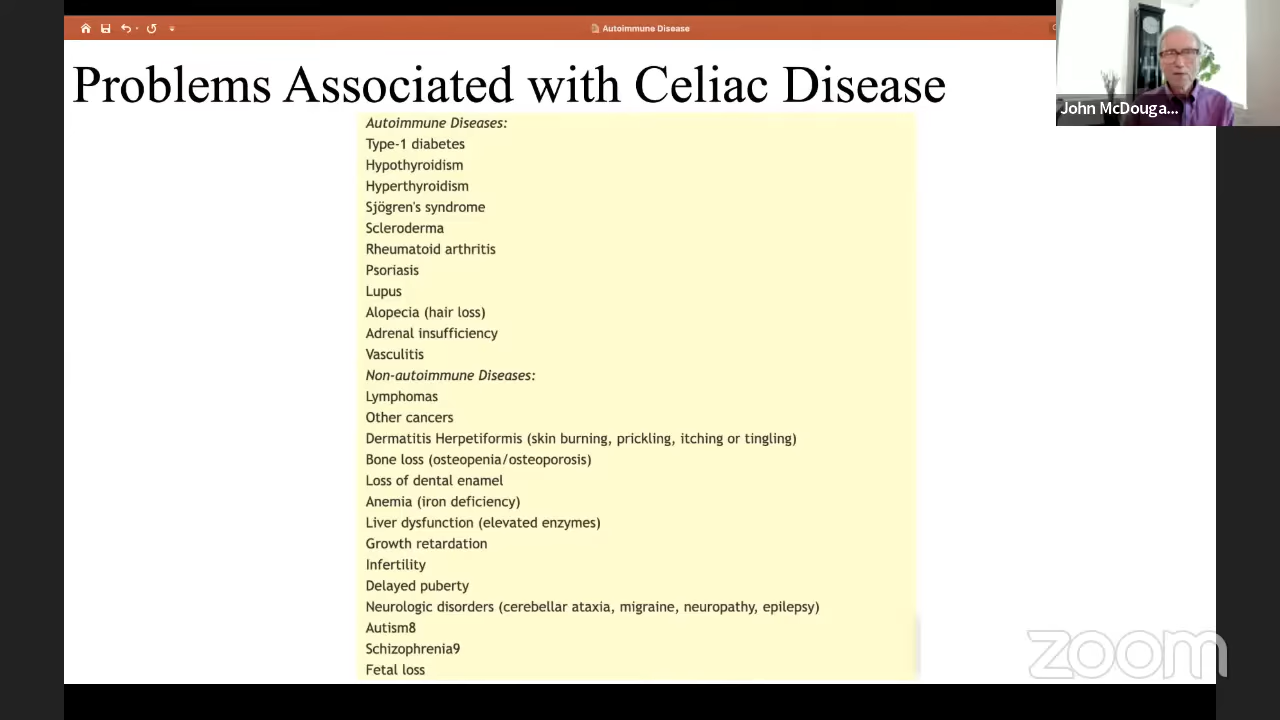 Autoimmune Disease
Problems Associated with Celiac Disease
John McDouga...
Autoimmune Diseases:
Type-1 diabetes
Hypothyroidism
Hyperthyroidism
Sjögren's syndrome
Scleroderma
Rheumatoid arthritis
Psoriasis
Lupus
Alopecia (hair loss)
Adrenal insufficiency
Vasculitis
Non-autoimmune Diseases:
Lymphomas
Other cancers
Dermatitis Herpetiformis (skin burning, prickling, itching or tingling)
Bone loss (osteopenia/osteoporosis)
Loss of dental enamel
Anemia (iron deficiency)
Liver dysfunction (elevated enzymes)
Growth retardation
Infertility
Delayed puberty
Neurologic disorders (cerebellar ataxia, migraine, neuropathy, epilepsy)
Autism8
Schizophrenia9
Fetal loss
zoom